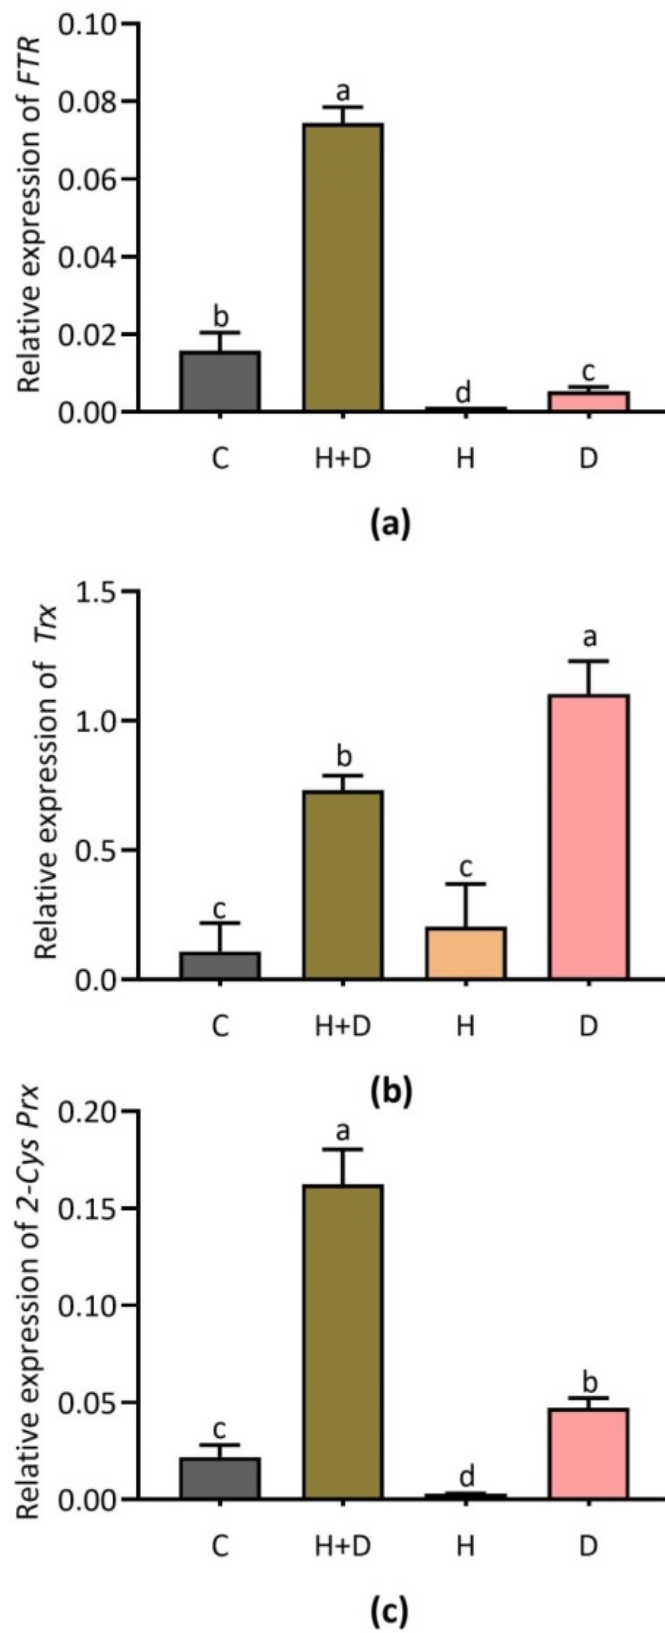 Relative expression of FTR
0.10
0.08
0.06
0.04
0.02
0.00
a
b
d
c
C H+D H D
(a)
Relative expression of Trx
1.5
1.0
0.5
0.0
c
b
c
a
C H+D H D
(b)
Relative expression of 2-Cys Prx
0.20
0.15
0.10
0.05
0.00
c
a
d
b
C H+D H D
(c)